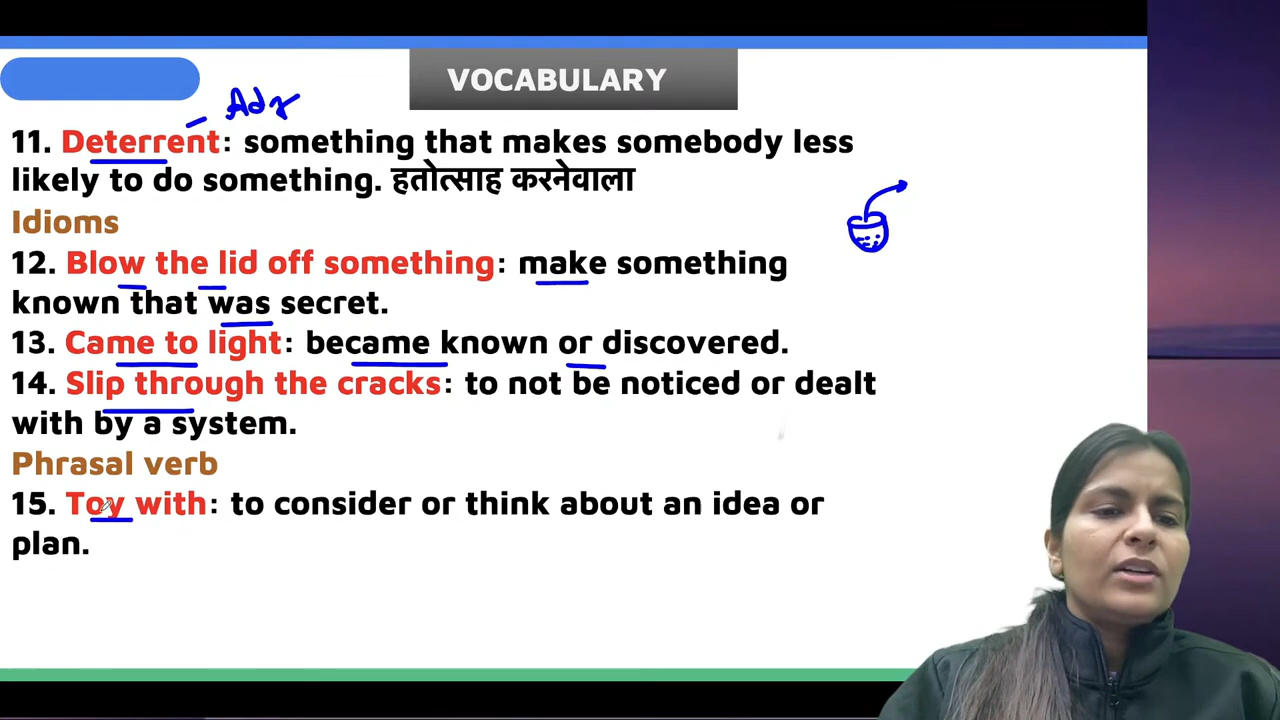 VOCABULARY
Adj
11. Deterrent: something that makes somebody less
likely to do something. हतोत्साह करनेवाला
Idioms
12. Blow the lid off something: make something
known that was secret.
13. Came to light: became known or discovered.
14. Slip through the cracks: to not be noticed or dealt
with by a system.
Phrasal verb
15. Toy with: to consider or think about an idea or
plan.